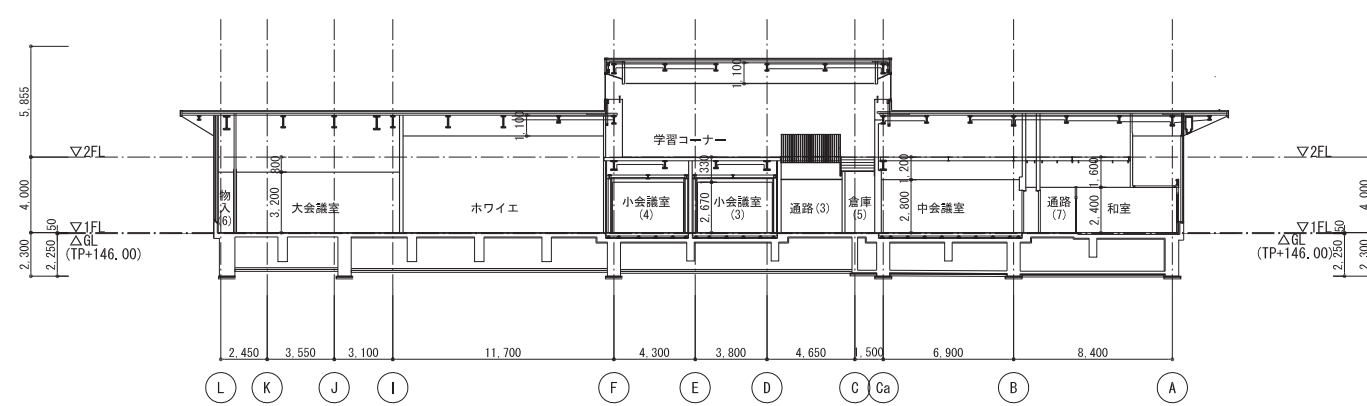 5,855
4,000
50
2,300
2,250
▽2FL
▽1FL
△GL
(TP+146.00)
物入
(6)
800
3,200
大会議室
1,100
ホワイエ
1,100
学習コーナー
小会議室
(4)
330
2,670
小会議室
(3)
通路(3)
倉庫
(5)
1,200
2,800
中会議室
通路
(7)
1,600
2,400
和室
▽2FL
▽1FL
△GL
(TP+146.00)
4,000
50
2,250
2,300
2,450 3,550 3,100 11,700 4,300 3,800 4,650 1,500 6,900 8,400
L K J I F E D C Ca B A